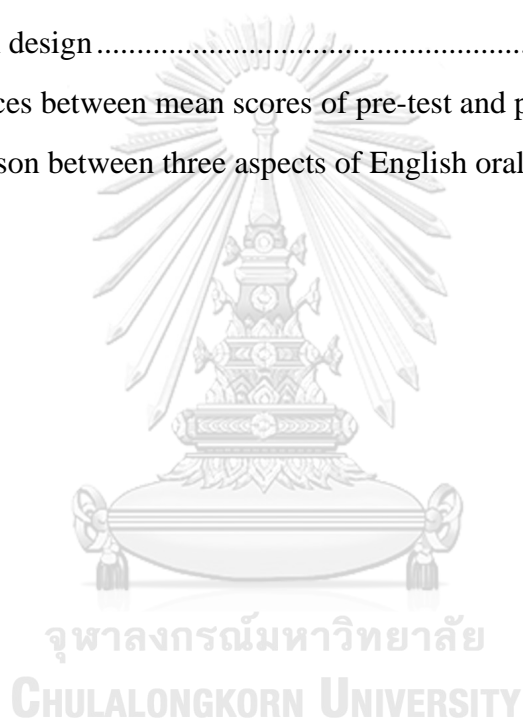 design.......................................................
ces between mean scores of pre-test and p
son between three aspects of English oral
จุฬาลงกรณ์มหาวิทยาลัย
CHULALONGKORN UNIVERSITY